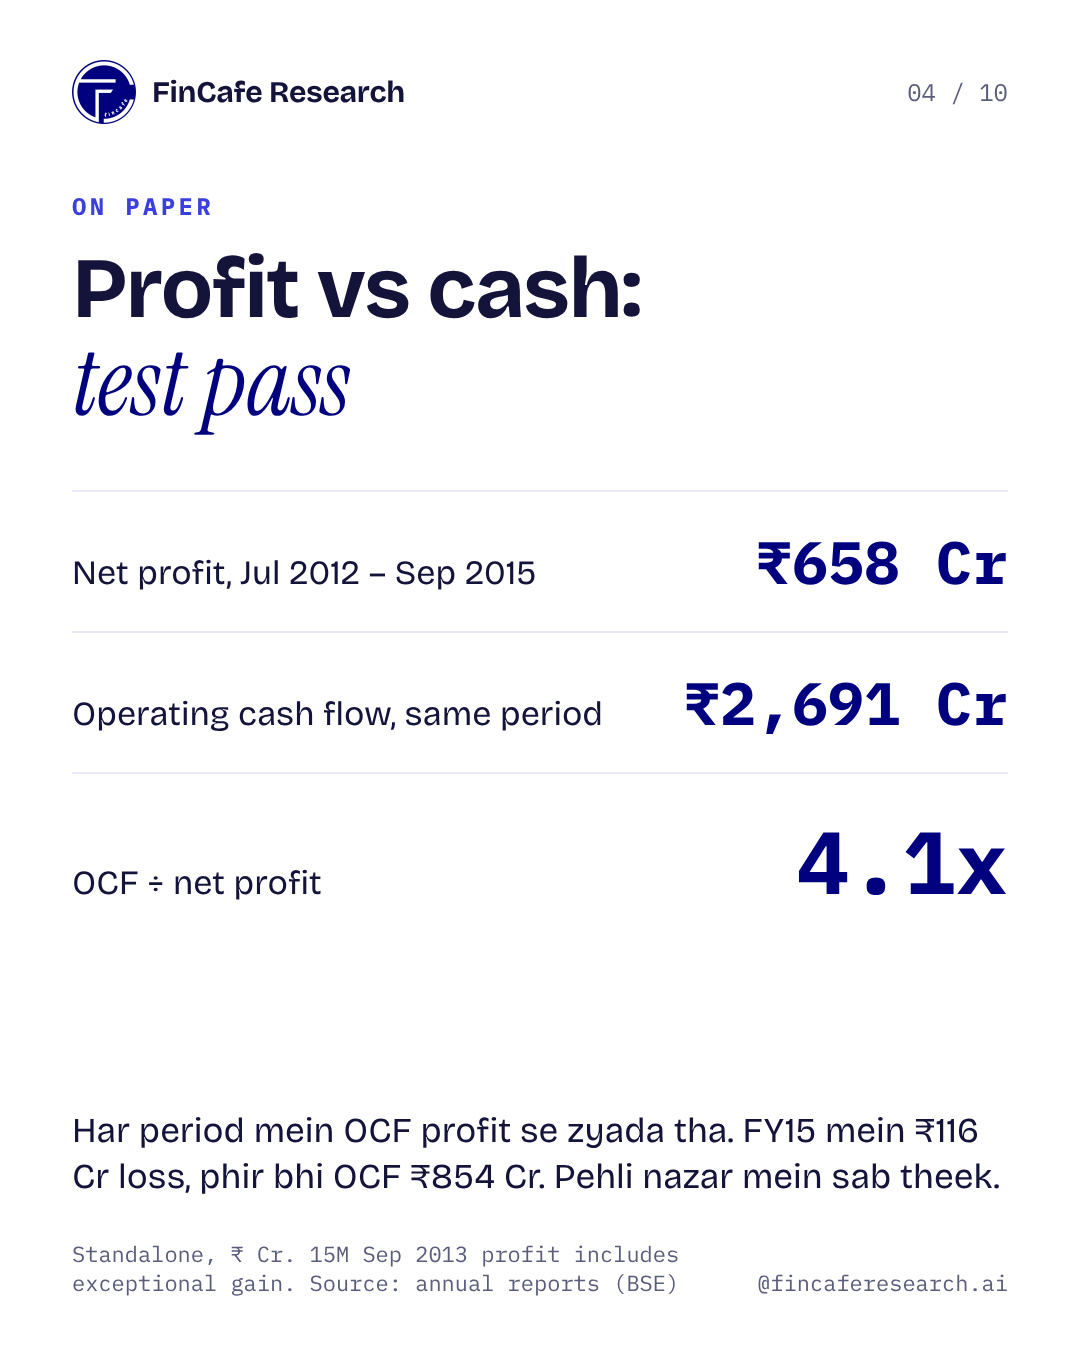 FinCafe Research
04 / 10
ON PAPER
Profit vs cash:
test pass
Net profit, Jul 2012 – Sep 2015
₹658 Cr
Operating cash flow, same period
₹2,691 Cr
OCF ÷ net profit
4.1x
Har period mein OCF profit se zyada tha. FY15 mein ₹116
Cr loss, phir bhi OCF ₹854 Cr. Pehli nazar mein sab theek.
Standalone, ₹ Cr. 15M Sep 2013 profit includes
exceptional gain. Source: annual reports (BSE)
@fincaferesearch.ai